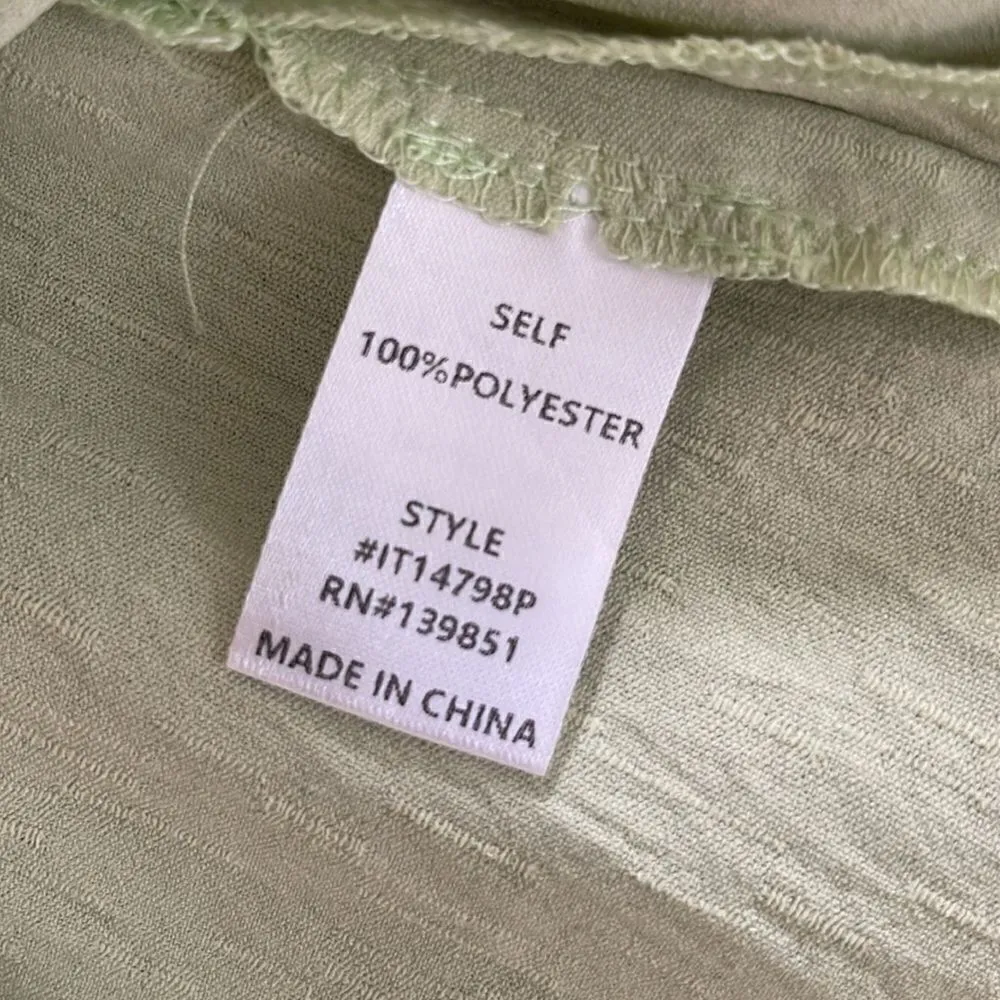 SELF
100%POLYESTER
STYLE
#IT14798P
RN#139851
MADE IN CHINA